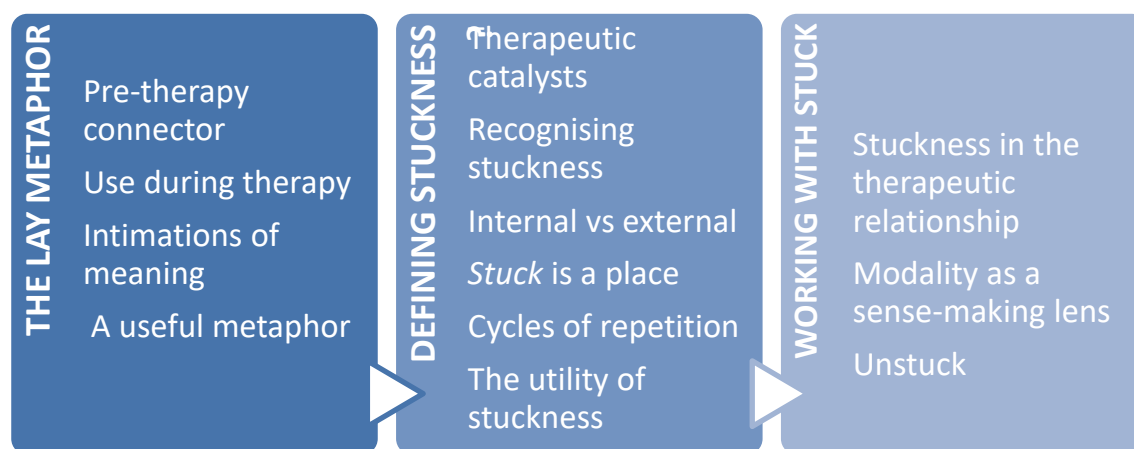 THE LAY METAPHOR
Pre-therapy
connector
Use during therapy
Intimations of
meaning
A useful metaphor
DEFINING STUCKNESS
?
Therapeutic
catalysts
Recognising
stuckness
Internal vs external
Stuck is a place
Cycles of repetition
The utility of
stuckness
WORKING WITH STUCK
Stuckness in the
therapeutic
relationship
Modality as a
sense-making lens
Unstuck